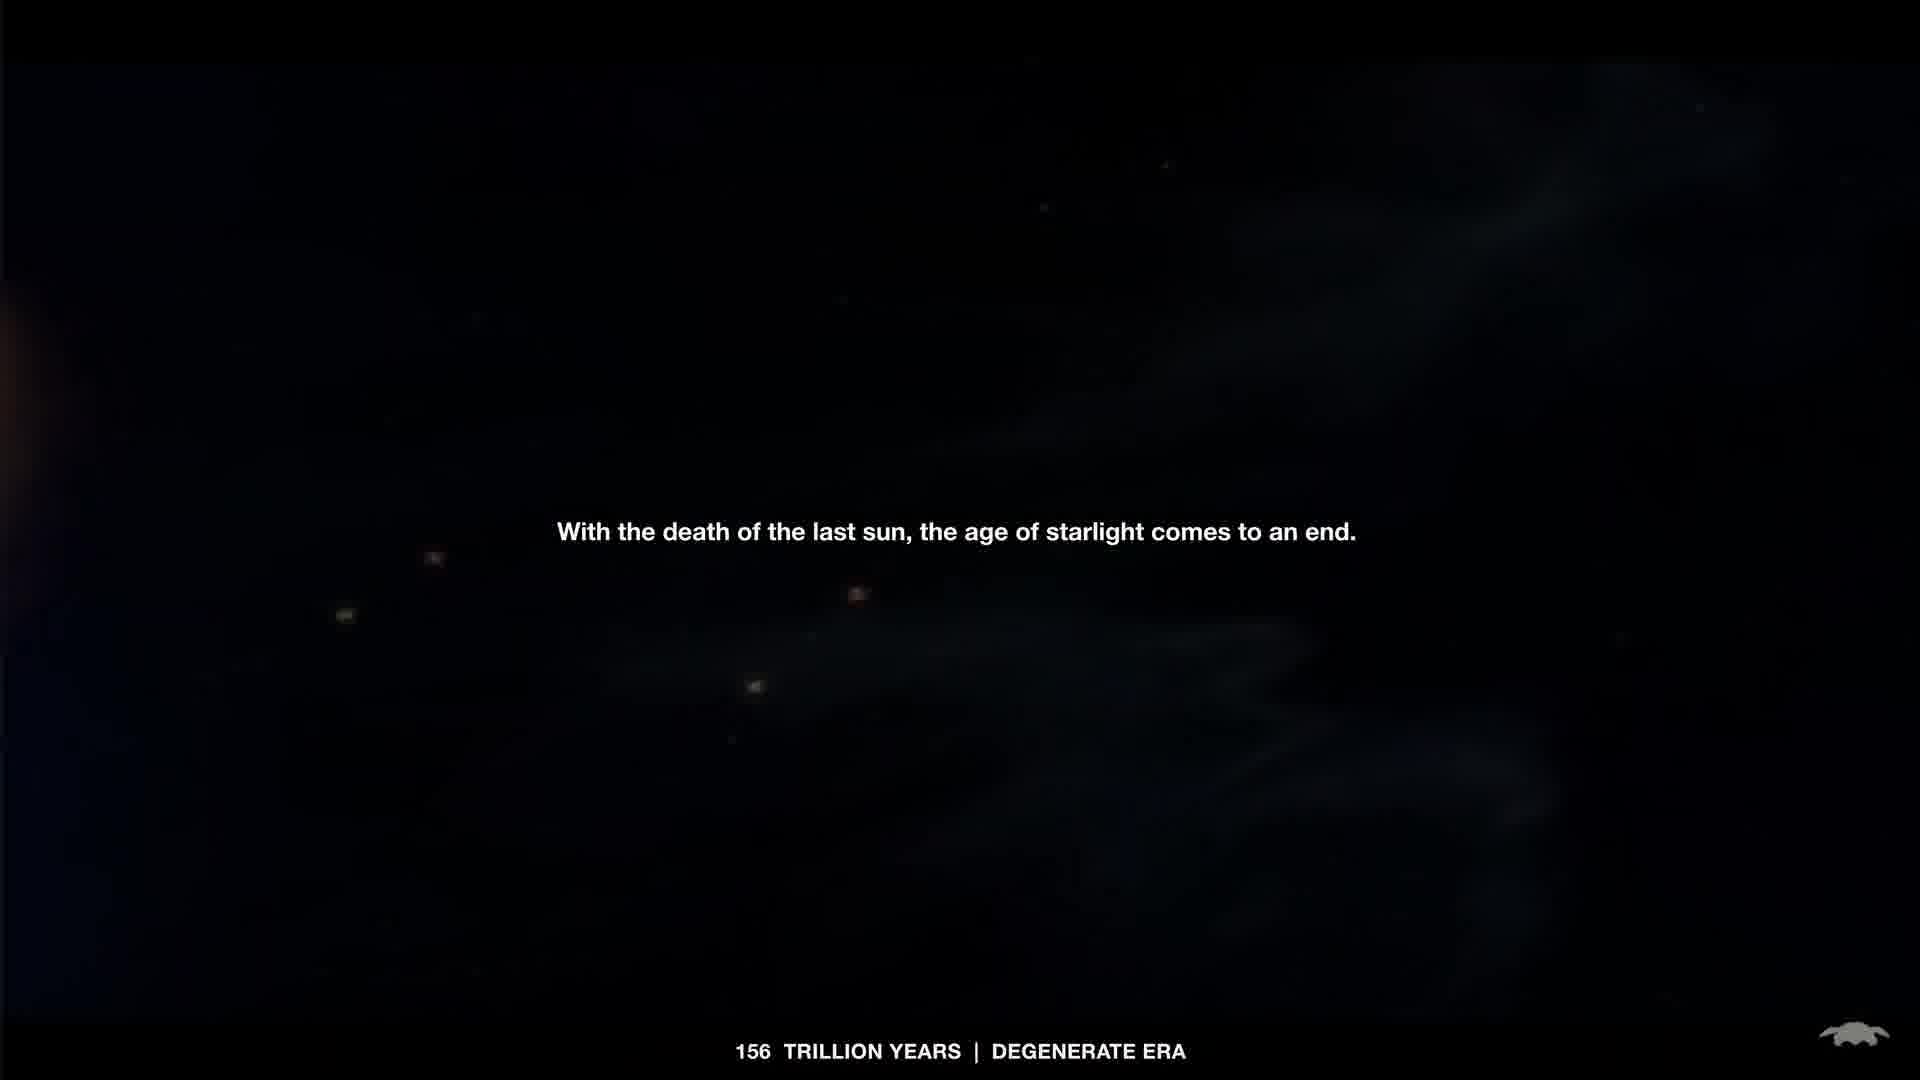 With the death of the last sun, the age of starlight comes to an end.
156 TRILLION YEARS | DEGENERATE ERA